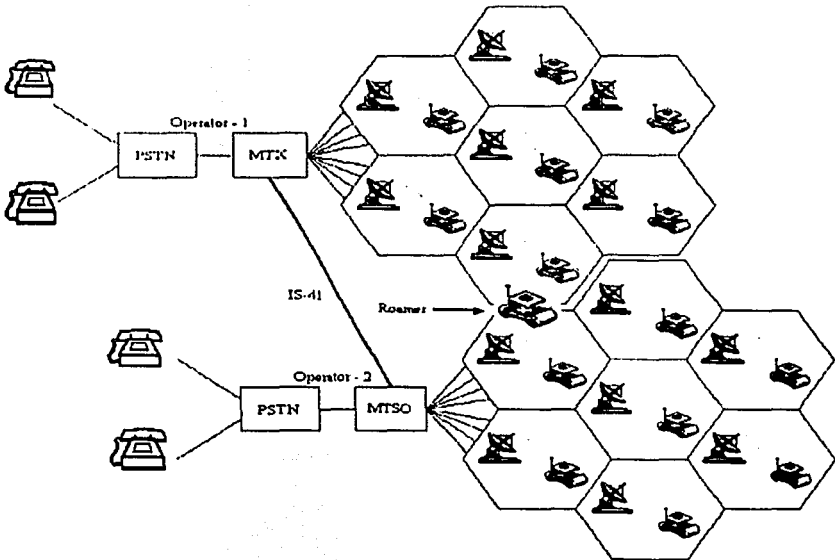 Operator - 1
PSTN
MTX
IS-41
Roamer
Operator - 2
PSTN
MTSO